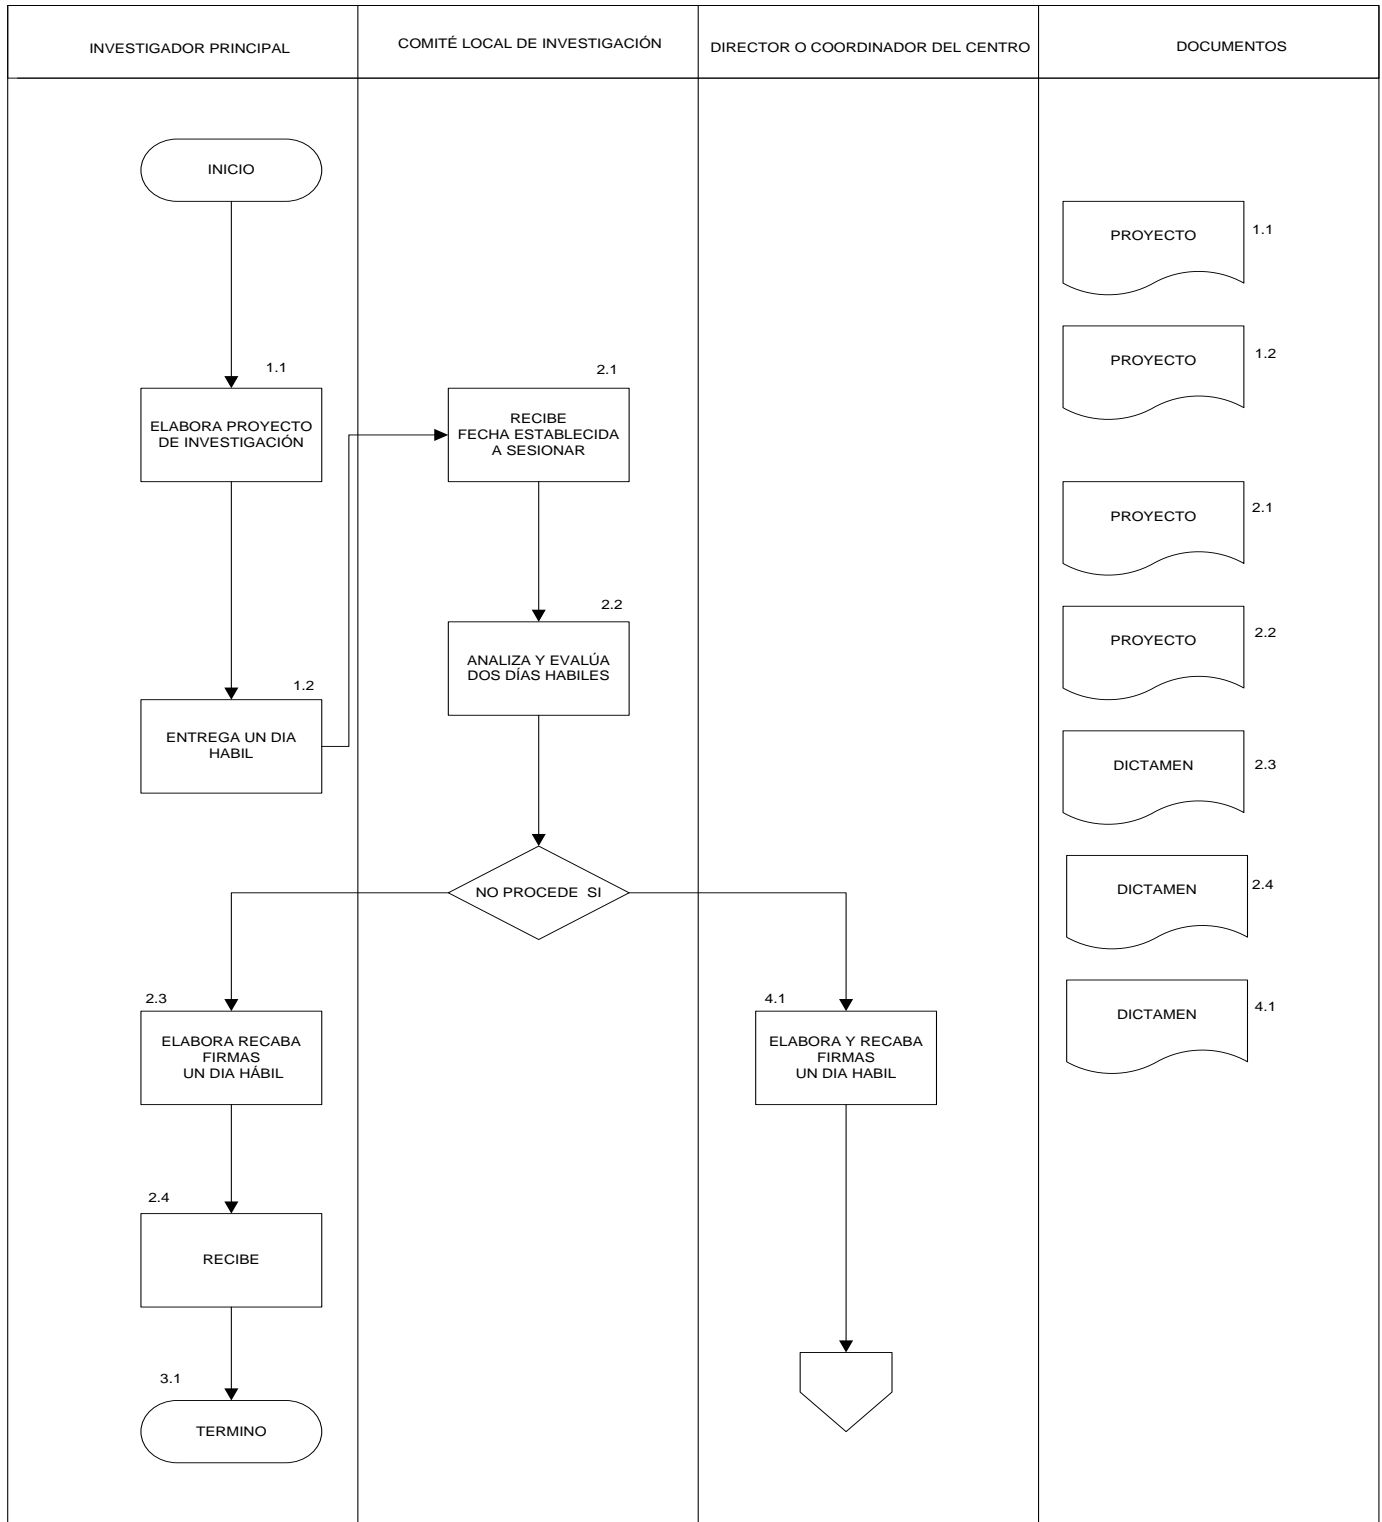 INVESTIGADOR PRINCIPAL
COMITÉ LOCAL DE INVESTIGACIÓN
DIRECTOR O COORDINADOR DEL CENTRO
DOCUMENTOS
INICIO
PROYECTO
1.1
PROYECTO
1.2
1.1
ELABORA PROYECTO
DE INVESTIGACIÓN
2.1
RECIBE
FECHA ESTABLECIDA
A SESIONAR
PROYECTO
2.1
2.2
ANALIZA Y EVALÚA
DOS DÍAS HABILES
PROYECTO
2.2
1.2
ENTREGA UN DIA
HABIL
DICTAMEN
2.3
NO PROCEDE  SI
DICTAMEN
2.4
2.3
ELABORA RECABA
FIRMAS
UN DIA HÁBIL
4.1
ELABORA Y RECABA
FIRMAS
UN DIA HABIL
DICTAMEN
4.1
2.4
RECIBE
3.1
TERMINO